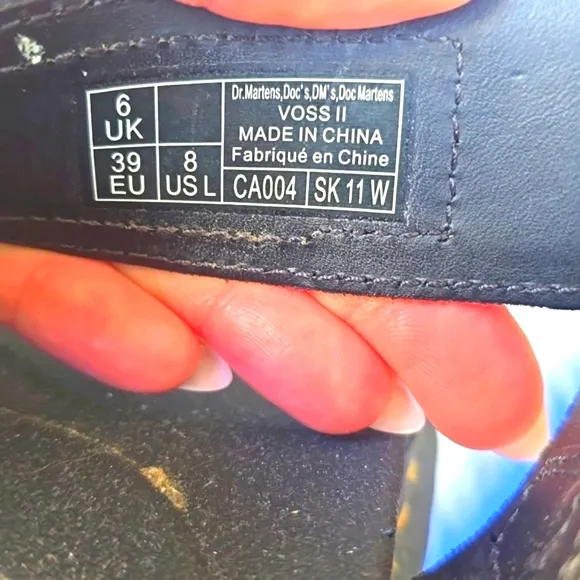 6
UK
39
EU
8
US L
Dr.Martens,Doc's,DM's,Doc Martens
VOSS II
MADE IN CHINA
Fabriqué en Chine
CA004
SK 11 W